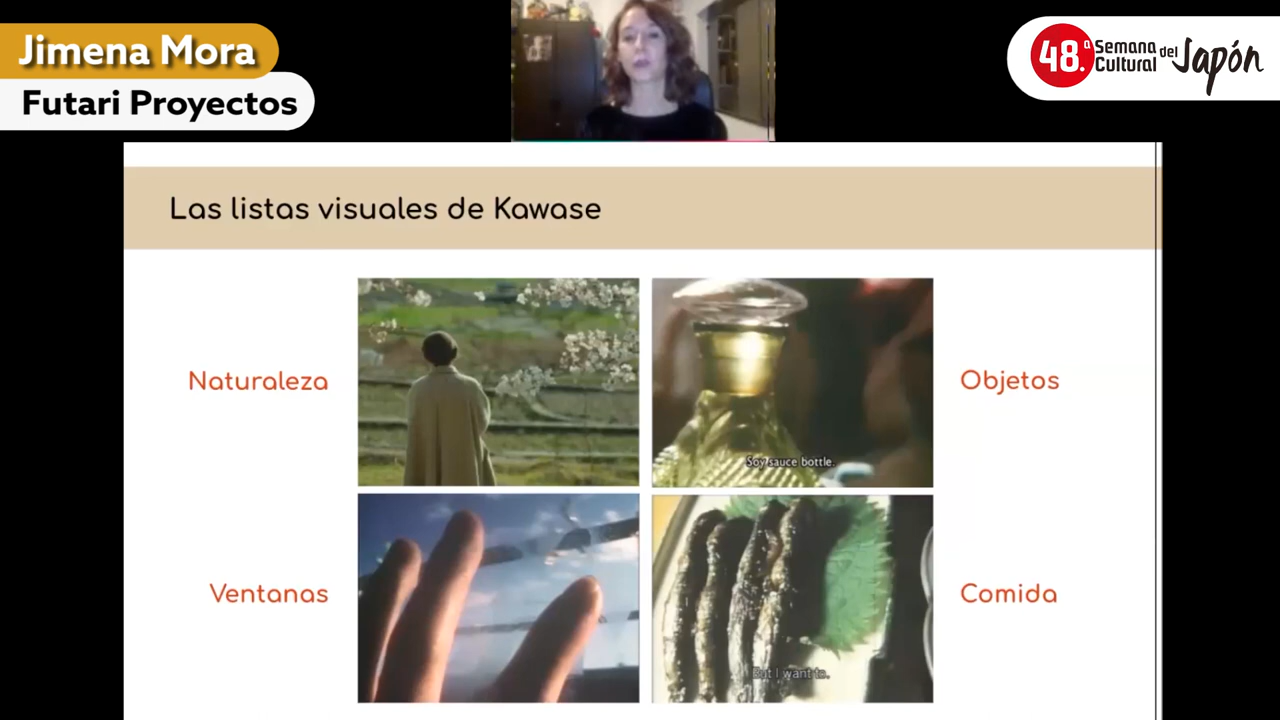 Jimena Mora
Futari Proyectos
48.ª Semana Cultural del Japón
Las listas visuales de Kawase
Naturaleza
Objetos
Soy sauce bottle.
Ventanas
Comida
But I want to.